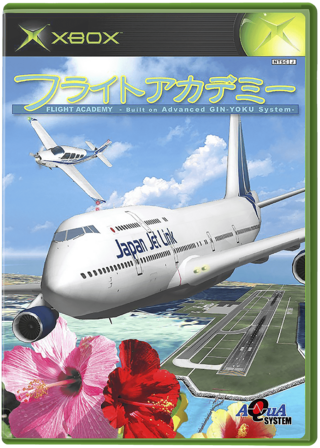 XBOX
NTSC J
フライトアカデミー
FLIGHT ACADEMY - Built on Advanced GIN-YOKU System-
Japan Jet Link
AQuA
SYSTEM